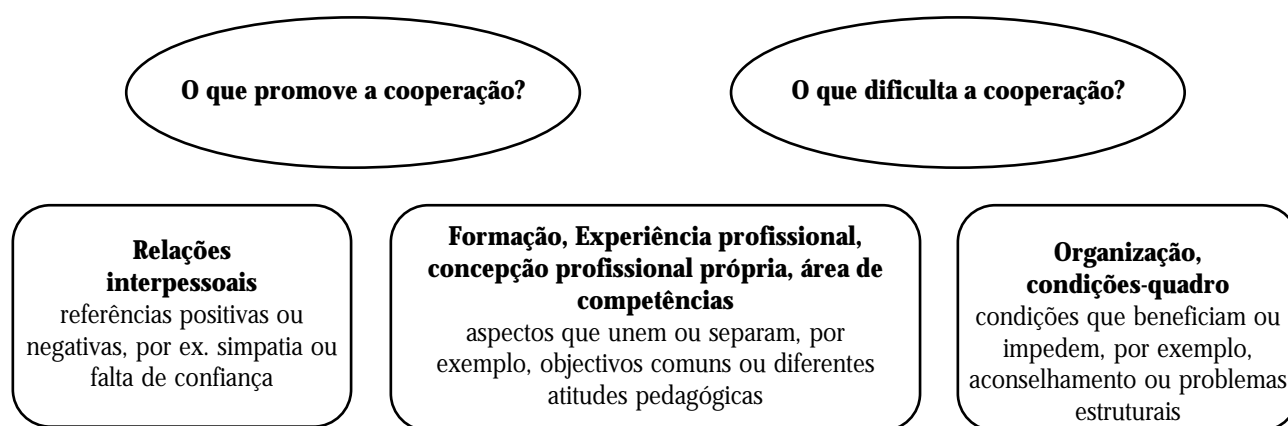 O que promove a cooperação?
O que dificulta a cooperação?
Relações
interpessoais
referências positivas ou
negativas, por ex. simpatia ou
falta de confiança
Formação, Experiência profissional,
concepção profissional própria, área de
competências
aspectos que unem ou separam, por
exemplo, objectivos comuns ou diferentes
atitudes pedagógicas
Organização,
condições-quadro
condições que beneficiam ou
impedem, por exemplo,
aconselhamento ou problemas
estruturais